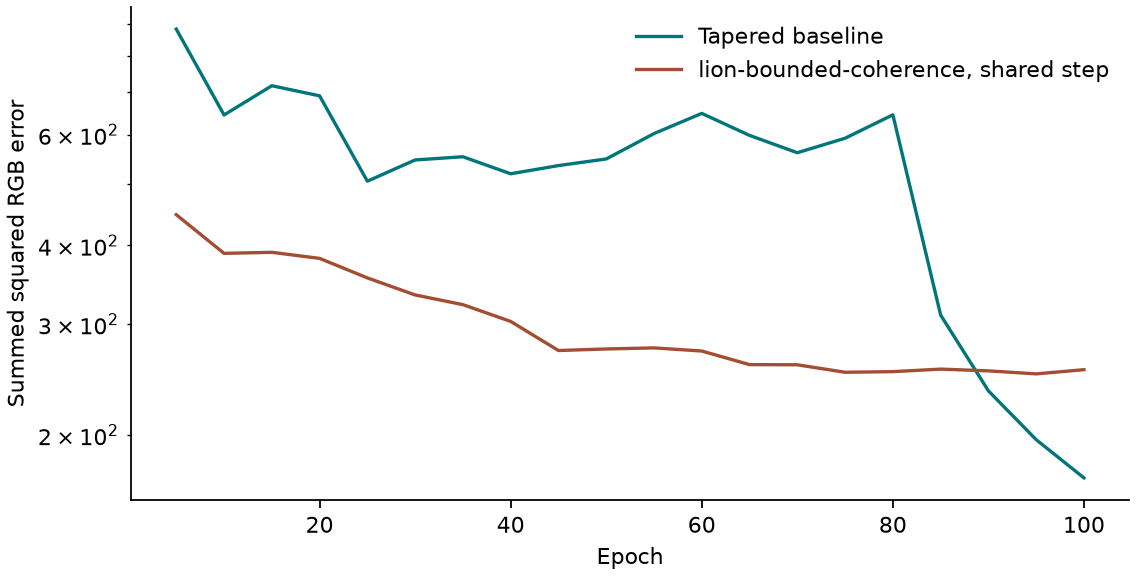 Tapered baseline
lion-bounded-coherence, shared step
Summed squared RGB error
6 × 10²
4 × 10²
3 × 10²
2 × 10²
20 40 60 80 100
Epoch